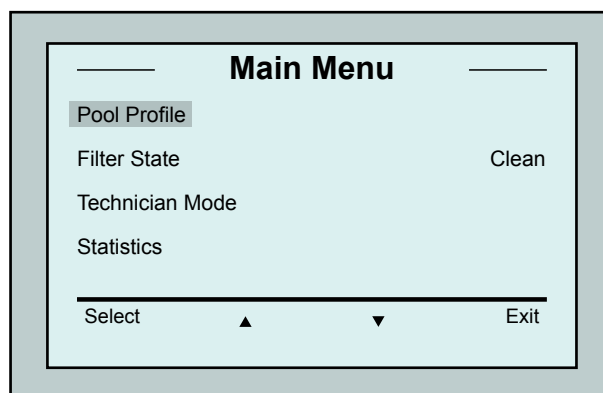 Main Menu
Pool Profile
Filter State Clean
Technician Mode
Statistics
Select ▲ ▼ Exit